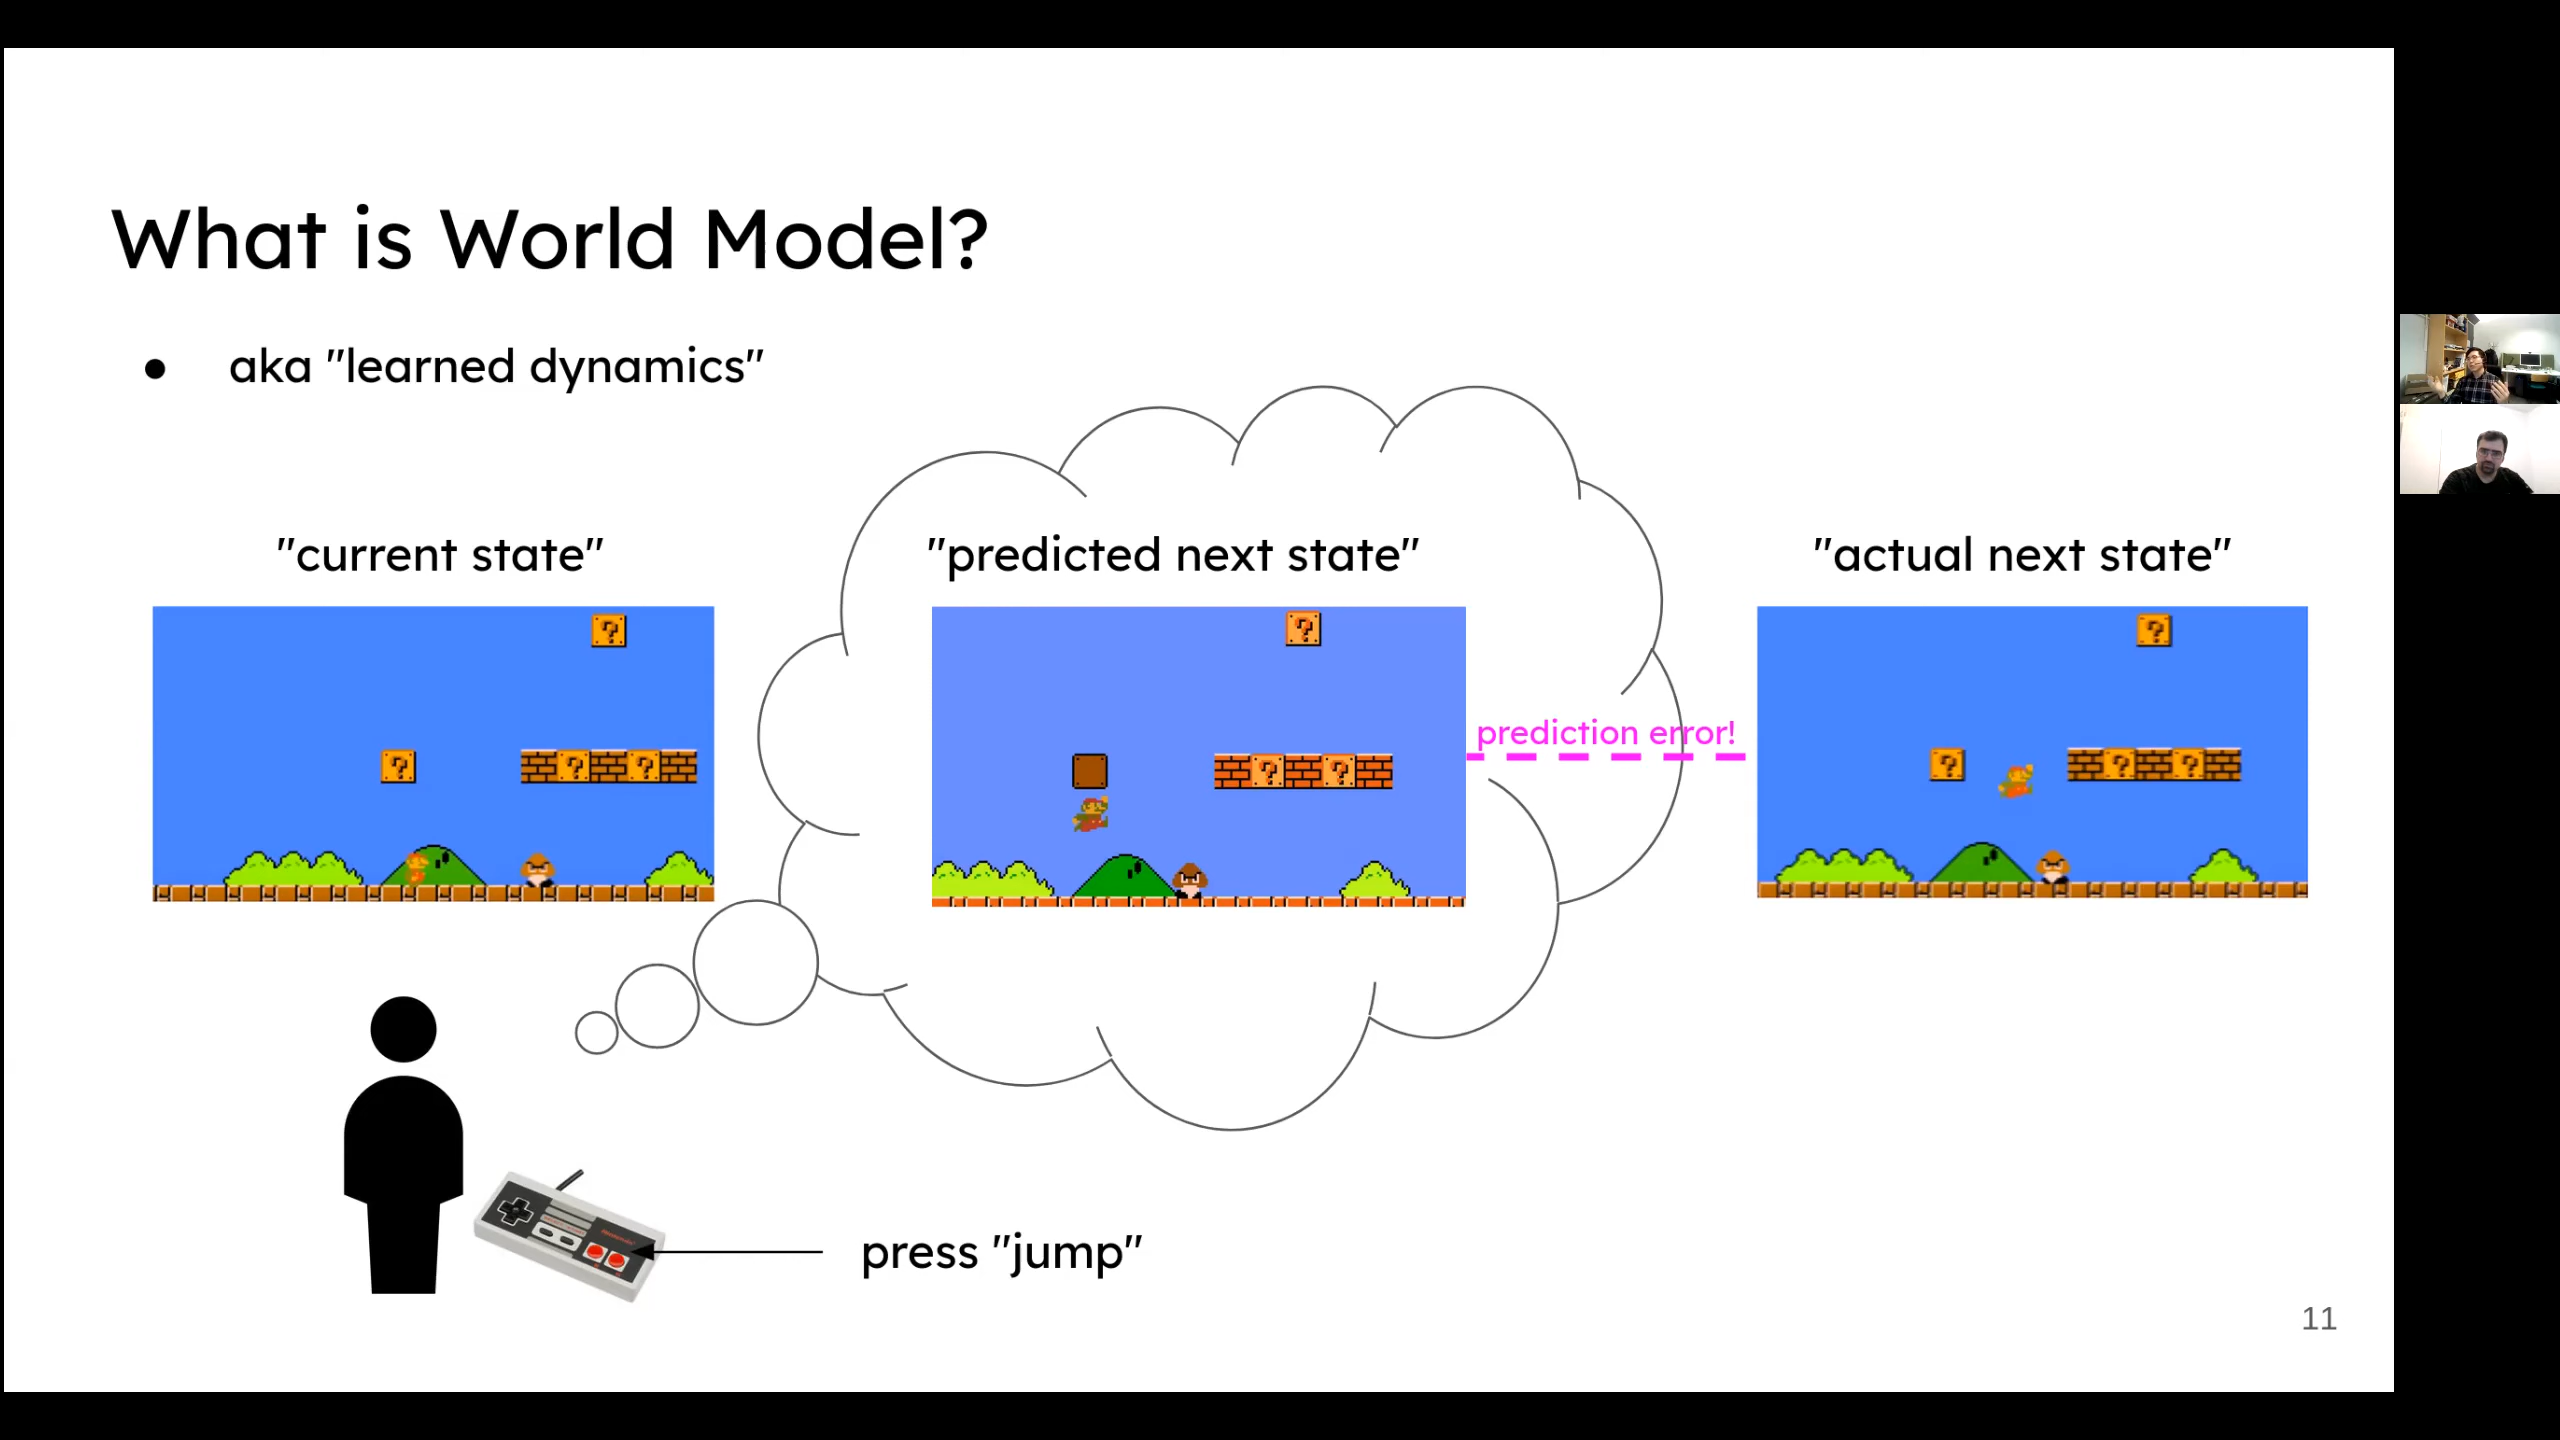 What is World Model?
● aka "learned dynamics"
"current state"
"predicted next state"
"actual next state"
?
?
? ?
?
? ?
?
?
? ?
prediction error!
press "jump"
11